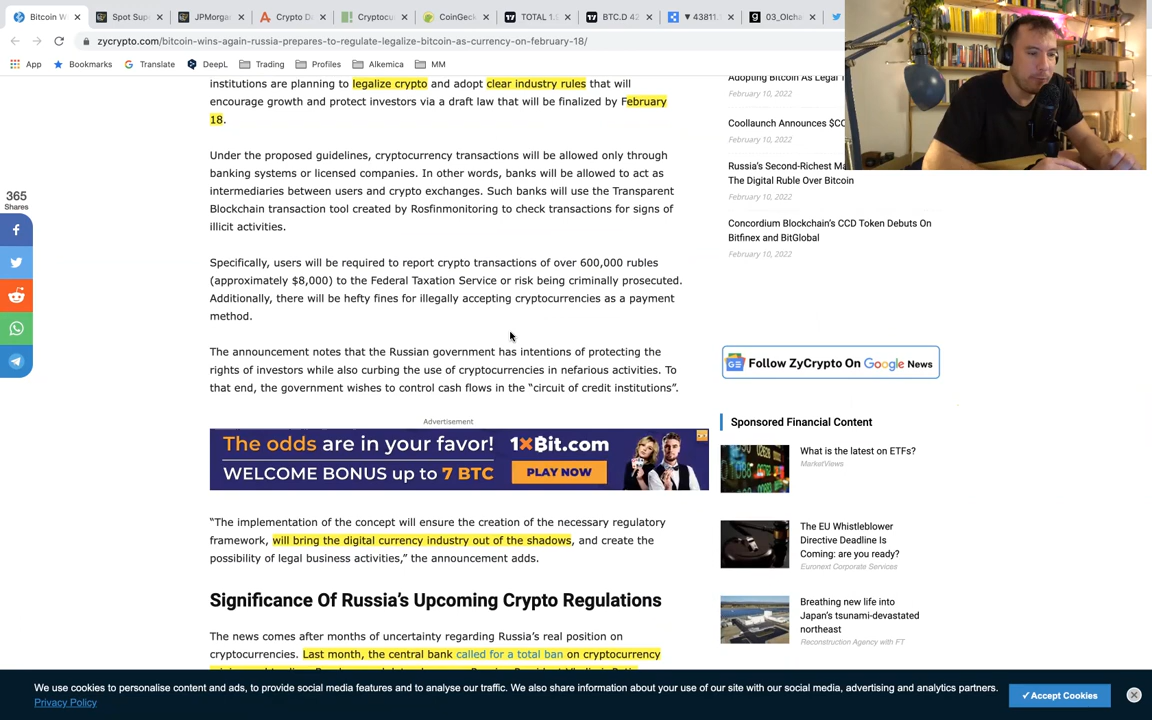 Bitcoin W
Spot Sup
JPMorga
Crypto D
Cryptocu
CoinGeck
TOTAL 1.
BTC.D 42
▼ 43811.
03_Olcha
zycrypto.com/bitcoin-wins-again-russia-prepares-to-regulate-legalize-bitcoin-as-currency-on-february-18/
App
Bookmarks
Translate
DeepL
Trading
Profiles
Alkemica
MM
institutions are planning to legalize crypto and adopt clear industry rules that will
encourage growth and protect investors via a draft law that will be finalized by February
18.
Under the proposed guidelines, cryptocurrency transactions will be allowed only through
banking systems or licensed companies. In other words, banks will be allowed to act as
intermediaries between users and crypto exchanges. Such banks will use the Transparent
Blockchain transaction tool created by Rosfinmonitoring to check transactions for signs of
illicit activities.
365
Shares
Specifically, users will be required to report crypto transactions of over 600,000 rubles
(approximately $8,000) to the Federal Taxation Service or risk being criminally prosecuted.
Additionally, there will be hefty fines for illegally accepting cryptocurrencies as a payment
method.
The announcement notes that the Russian government has intentions of protecting the
rights of investors while also curbing the use of cryptocurrencies in nefarious activities. To
that end, the government wishes to control cash flows in the “circuit of credit institutions”.
Advertisement
The odds are in your favor!
WELCOME BONUS up to 7 BTC
1XBit.com
PLAY NOW
“The implementation of the concept will ensure the creation of the necessary regulatory
framework, will bring the digital currency industry out of the shadows, and create the
possibility of legal business activities,” the announcement adds.
Significance Of Russia’s Upcoming Crypto Regulations
The news comes after months of uncertainty regarding Russia’s real position on
cryptocurrencies. Last month, the central bank called for a total ban on cryptocurrency
Adopting Bitcoin As Legal
February 10, 2022
Coollaunch Announces $CC
February 10, 2022
Russia’s Second-Richest Ma
The Digital Ruble Over Bitcoin
February 10, 2022
Concordium Blockchain’s CCD Token Debuts On
Bitfinex and BitGlobal
February 10, 2022
Follow ZyCrypto On Google News
Sponsored Financial Content
What is the latest on ETFs?
MarketViews
The EU Whistleblower
Directive Deadline Is
Coming: are you ready?
Euronext Corporate Services
Breathing new life into
Japan’s tsunami-devastated
northeast
Reconstruction Agency with FT
We use cookies to personalise content and ads, to provide social media features and to analyse our traffic. We also share information about your use of our site with our social media, advertising and analytics partners.
Privacy Policy
✓Accept Cookies